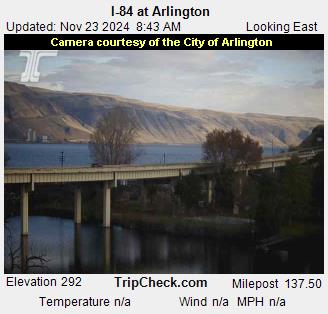 I-84 at Arlington
Updated: Nov 23 2024 8:43 AM Looking East
Camera courtesy of the City of Arlington
Elevation 292 TripCheck.com Milepost 137.50
Temperature n/a Wind n/a MPH n/a